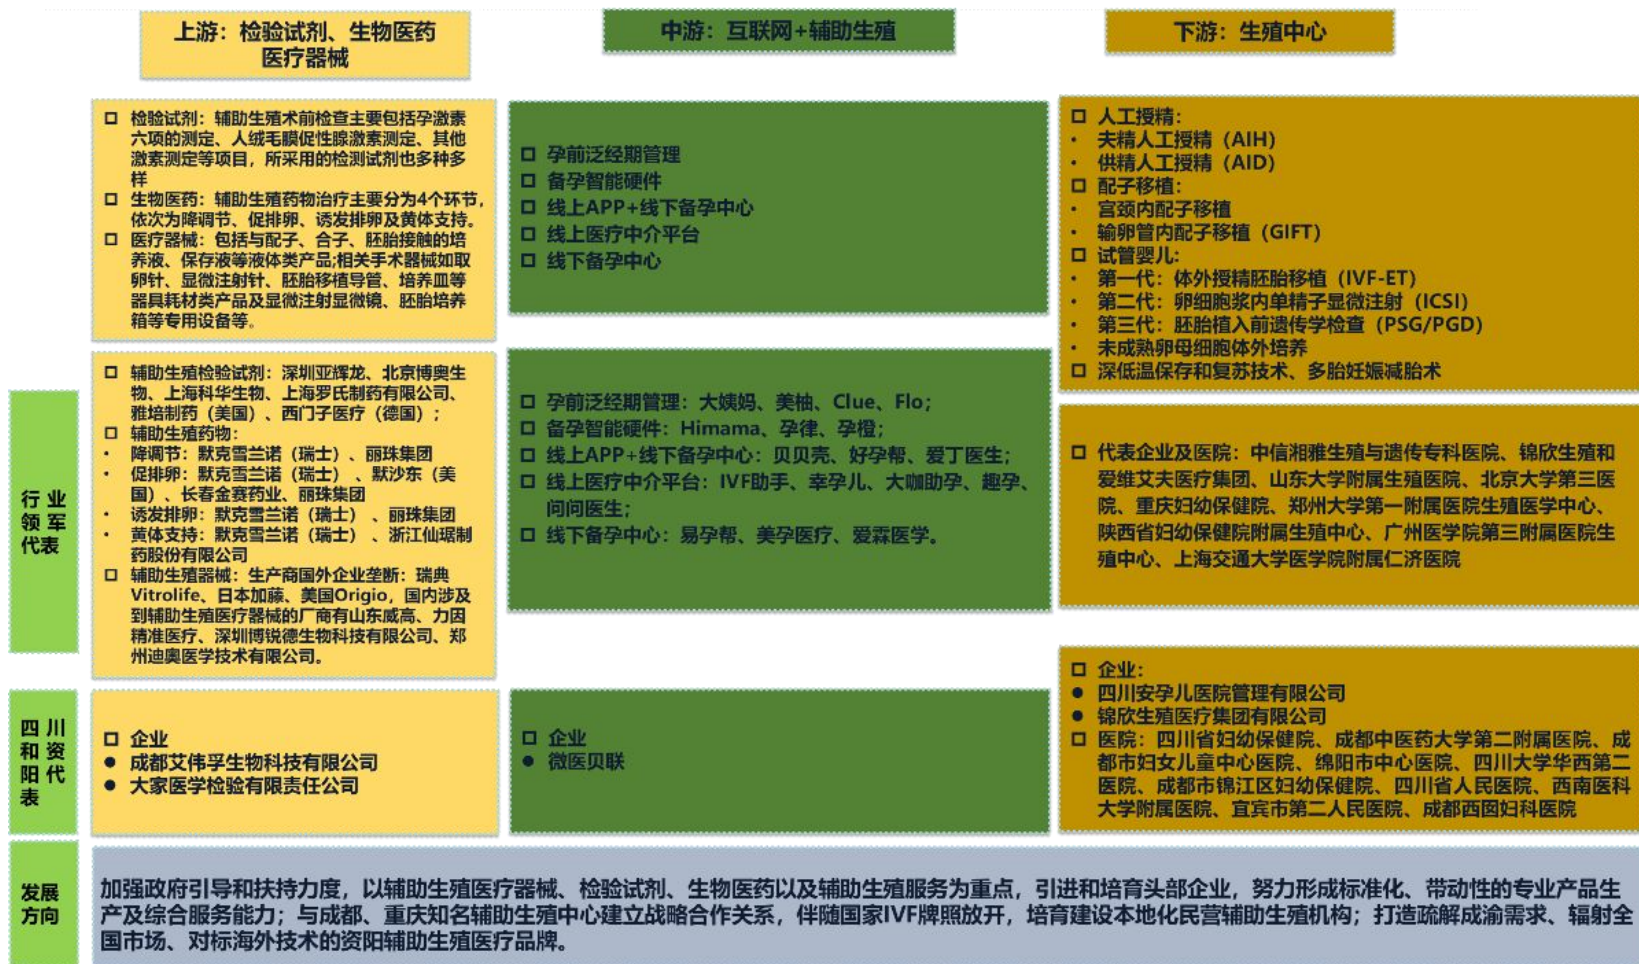 上游：检验试剂、生物医药
医疗器械
中游：互联网+辅助生殖
下游：生殖中心
□ 检验试剂：辅助生殖术前检查主要包括孕激素
六项的测定、人绒毛膜促性腺激素测定、其他
激素测定等项目，所采用的检测试剂也多种多
样
□ 生物医药：辅助生殖药物治疗主要分为4个环节，
依次为降调节、促排卵、诱发排卵及黄体支持。
□ 医疗器械：包括与配子、合子、胚胎接触的培
养液、保存液等液体类产品;相关手术器械如取
卵针、显微注射针、胚胎移植导管、培养皿等
器具耗材类产品及显微注射显微镜、胚胎培养
箱等专用设备等。
□ 孕前泛经期管理
□ 备孕智能硬件
□ 线上APP+线下备孕中心
□ 线上医疗中介平台
□ 线下备孕中心
□ 人工授精：
• 夫精人工授精（AIH）
• 供精人工授精（AID）
□ 配子移植：
• 宫颈内配子移植
• 输卵管内配子移植（GIFT）
□ 试管婴儿：
• 第一代：体外授精胚胎移植（IVF-ET）
• 第二代：卵细胞浆内单精子显微注射（ICSI）
• 第三代：胚胎植入前遗传学检查（PSG/PGD）
• 未成熟卵母细胞体外培养
□ 深低温保存和复苏技术、多胎妊娠减胎术
行业
领军
代表
□ 辅助生殖检验试剂：深圳亚辉龙、北京博奥生
物、上海科华生物、上海罗氏制药有限公司、
雅培制药（美国）、西门子医疗（德国）；
□ 辅助生殖药物：
• 降调节：默克雪兰诺（瑞士）、丽珠集团
• 促排卵：默克雪兰诺（瑞士）、默沙东（美
国）、长春金赛药业、丽珠集团
• 诱发排卵：默克雪兰诺（瑞士）、丽珠集团
• 黄体支持：默克雪兰诺（瑞士）、浙江仙琚制
药股份有限公司
□ 辅助生殖器械：生产商国外企业垄断：瑞典
Vitrolife、日本加藤、美国Origio，国内涉及
到辅助生殖医疗器械的厂商有山东威高、力因
精准医疗、深圳博锐德生物科技有限公司、郑
州迪奥医学技术有限公司。
□ 孕前泛经期管理：大姨妈、美柚、Clue、Flo；
□ 备孕智能硬件：Himama、孕律、孕橙；
□ 线上APP+线下备孕中心：贝贝壳、好孕帮、爱丁医生；
□ 线上医疗中介平台：IVF助手、幸孕儿、大咖助孕、趣孕、
问问医生；
□ 线下备孕中心：易孕帮、美孕医疗、爱霖医学。
□ 代表企业及医院：中信湘雅生殖与遗传专科医院、锦欣生殖和
爱维艾夫医疗集团、山东大学附属生殖医院、北京大学第三医
院、重庆妇幼保健院、郑州大学第一附属医院生殖医学中心、
陕西省妇幼保健院附属生殖中心、广州医学院第三附属医院生
殖中心、上海交通大学医学院附属仁济医院
四川
和资
阳代
表
□ 企业
● 成都艾伟孚生物科技有限公司
● 大家医学检验有限责任公司
□ 企业
● 微医贝联
□ 企业：
● 四川安孕儿医院管理有限公司
● 锦欣生殖医疗集团有限公司
□ 医院：四川省妇幼保健院、成都中医药大学第二附属医院、成
都市妇女儿童中心医院、绵阳市中心医院、四川大学华西第二
医院、成都市锦江区妇幼保健院、四川省人民医院、西南医科
大学附属医院、宜宾市第二人民医院、成都西囡妇科医院
发展
方向
加强政府引导和扶持力度，以辅助生殖医疗器械、检验试剂、生物医药以及辅助生殖服务为重点，引进和培育头部企业，努力形成标准化、带动性的专业产品生
产及综合服务能力；与成都、重庆知名辅助生殖中心建立战略合作关系，伴随国家IVF牌照放开，培育建设本地化民营辅助生殖机构；打造疏解成渝需求、辐射全
国市场、对标海外技术的资阳辅助生殖医疗品牌。